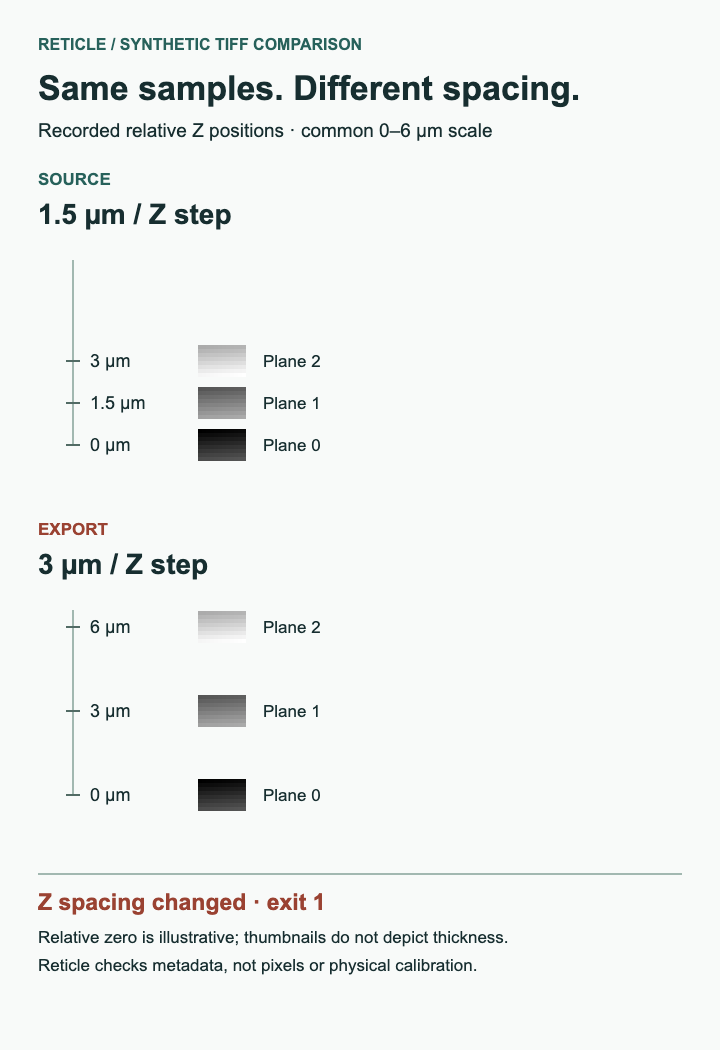 RETICLE / SYNTHETIC TIFF COMPARISON
Same samples. Different spacing.
Recorded relative Z positions · common 0–6 µm scale
SOURCE
1.5 µm / Z step
3 µm Plane 2
1.5 µm Plane 1
0 µm Plane 0
EXPORT
3 µm / Z step
6 µm Plane 2
3 µm Plane 1
0 µm Plane 0
Z spacing changed · exit 1
Relative zero is illustrative; thumbnails do not depict thickness.
Reticle checks metadata, not pixels or physical calibration.